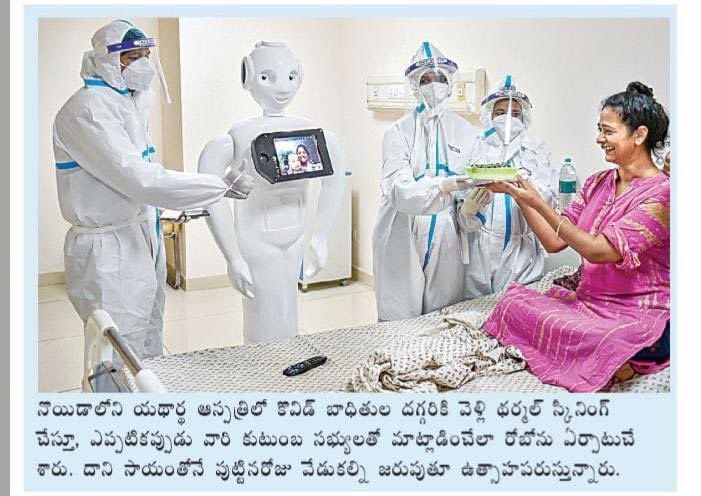 నొయిడాలోని యథార్థ ఆస్పత్రిలో కొవిడ్ బాధితుల దగ్గరికి వెళ్లి థర్మల్ స్క్రీనింగ్
చేస్తూ, ఎప్పటికప్పుడు వారి కుటుంబ సభ్యులతో మాట్లాడించేలా రోబోను ఏర్పాటుచే
శారు. దాని సాయంతోనే పుట్టినరోజు వేడుకల్ని జరుపుతూ ఉత్సాహపరుస్తున్నారు.